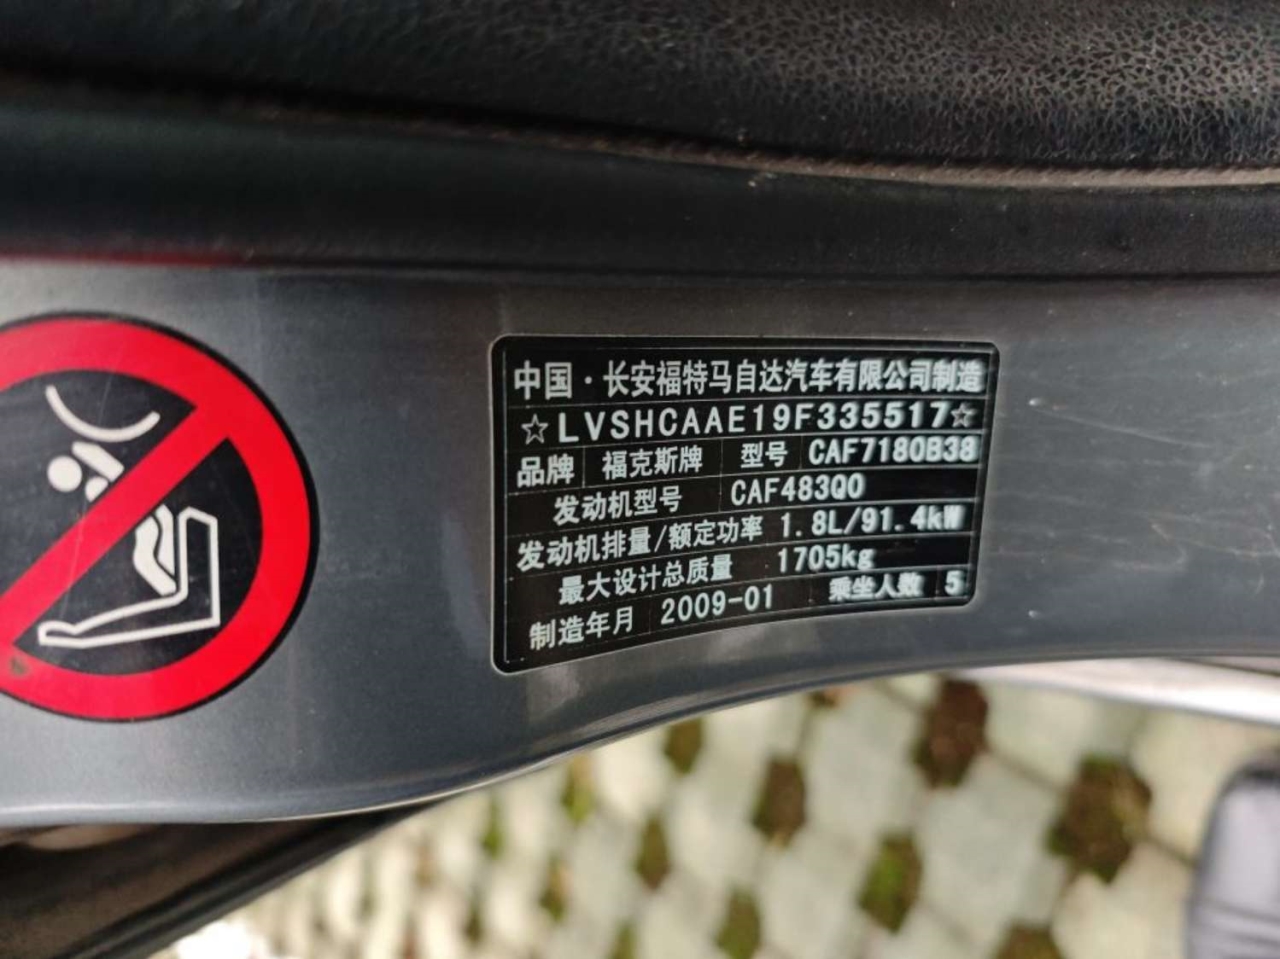 中国·长安福特马自达汽车有限公司制造
☆LVSHCAAE19F335517☆
品牌 福克斯牌 型号 CAF7180B38
发动机型号 CAF483Q0
发动机排量/额定功率 1.8L/91.4kW
最大设计总质量 1705kg
制造年月 2009-01 乘坐人数 5